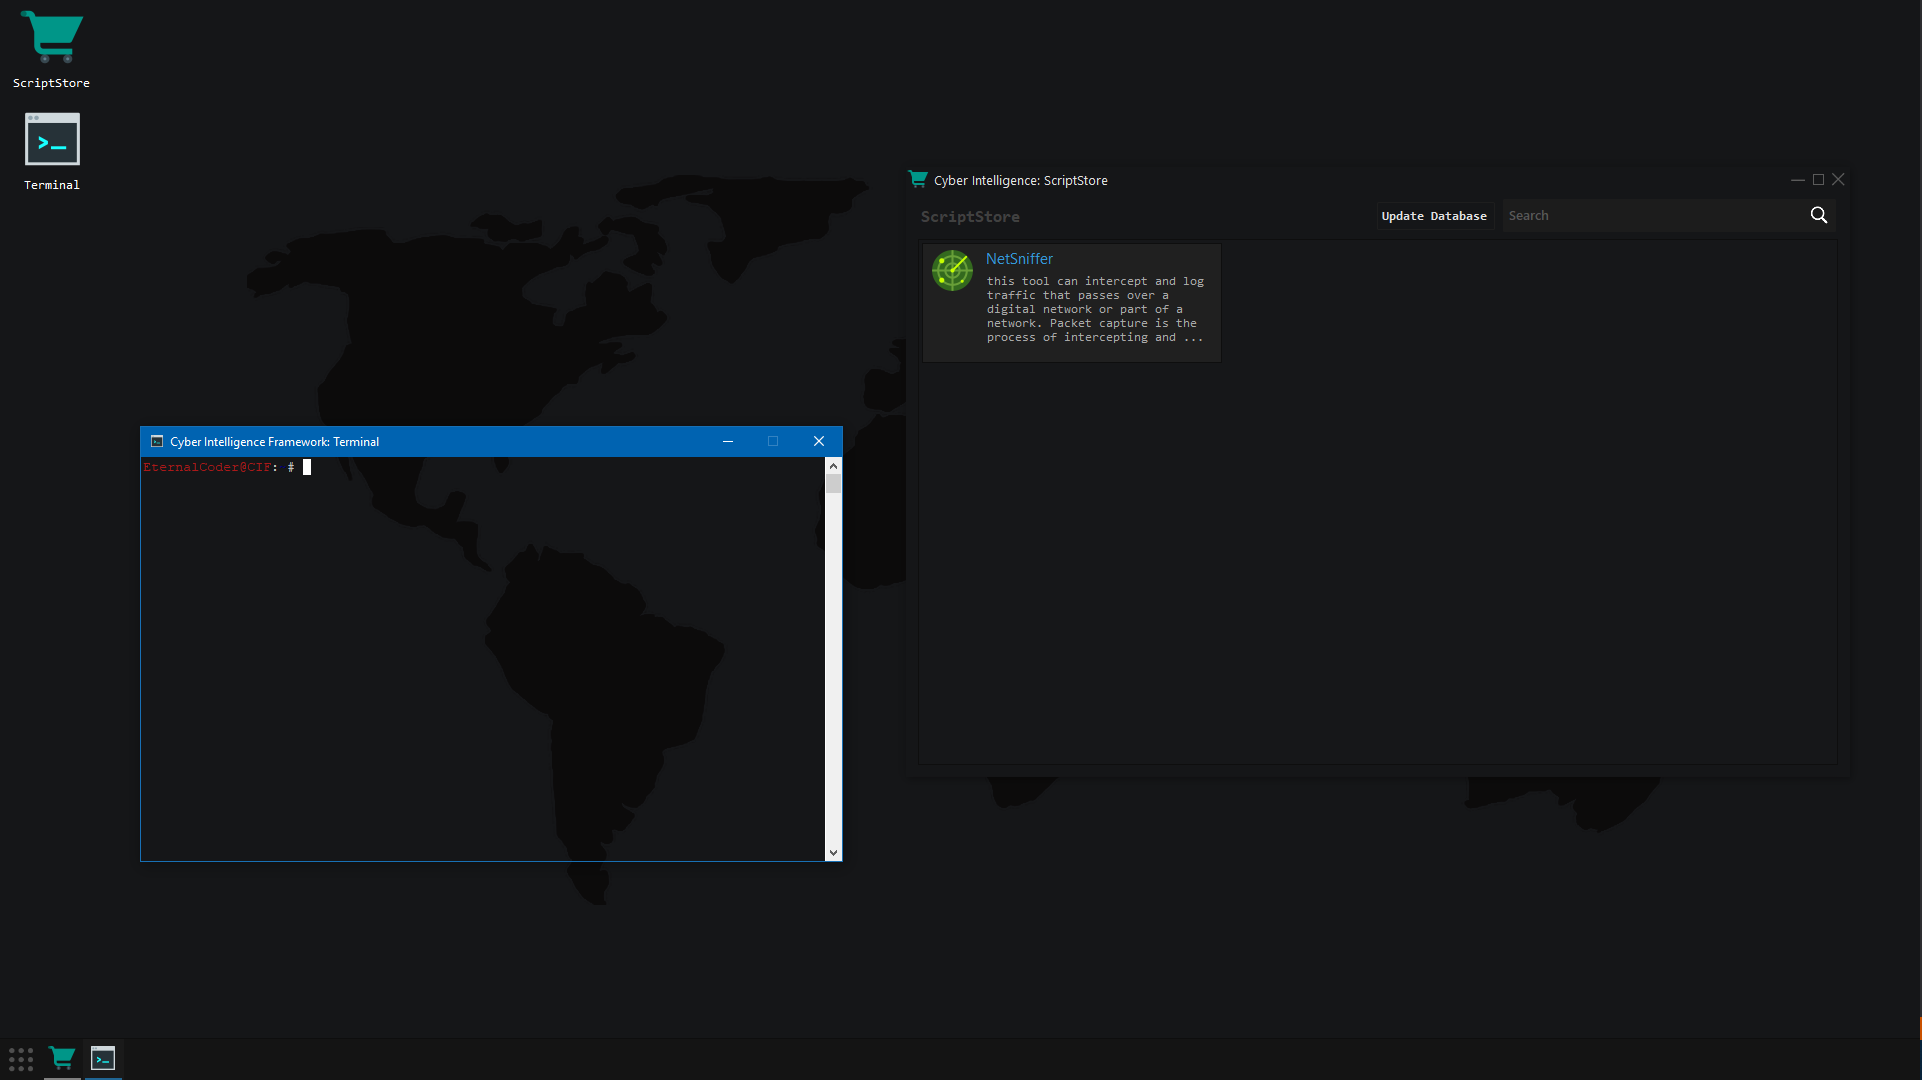 ScriptStore
Terminal
Cyber Intelligence: ScriptStore
ScriptStore
Update Database
Search
NetSniffer
this tool can intercept and log
traffic that passes over a
digital network or part of a
network. Packet capture is the
process of intercepting and ...
Cyber Intelligence Framework: Terminal
EternalCoder@CIF: #